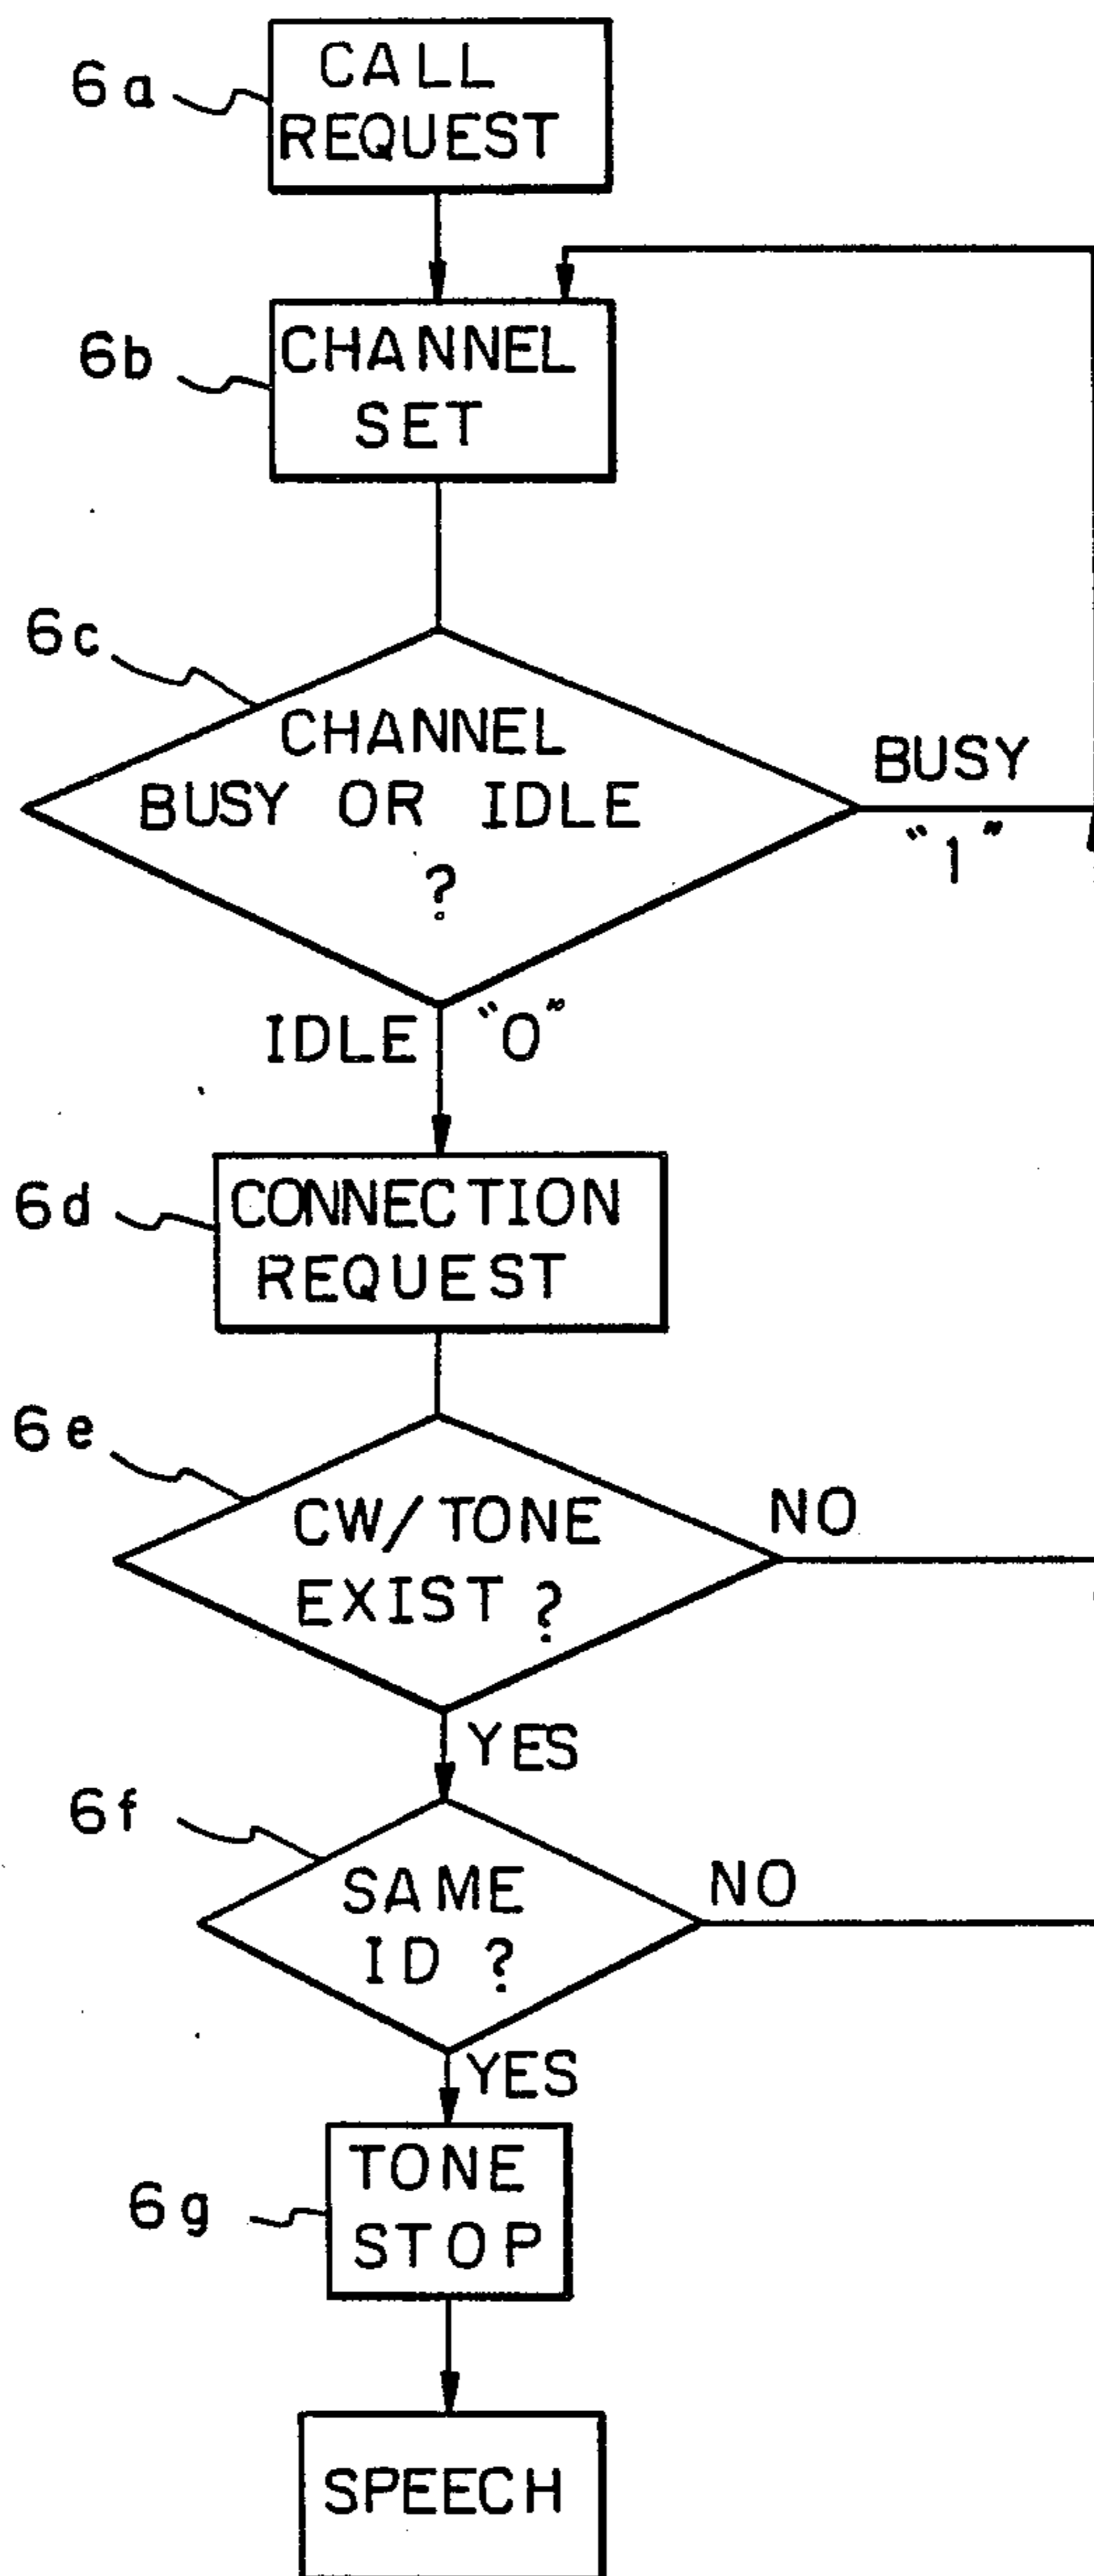 6a
CALL
REQUEST
6b
CHANNEL
SET
6c
CHANNEL
BUSY OR IDLE
?
BUSY
"1"
IDLE "0"
6d
CONNECTION
REQUEST
6e
CW/TONE
EXIST ?
NO
YES
6f
SAME
ID ?
NO
YES
6g
TONE
STOP
SPEECH